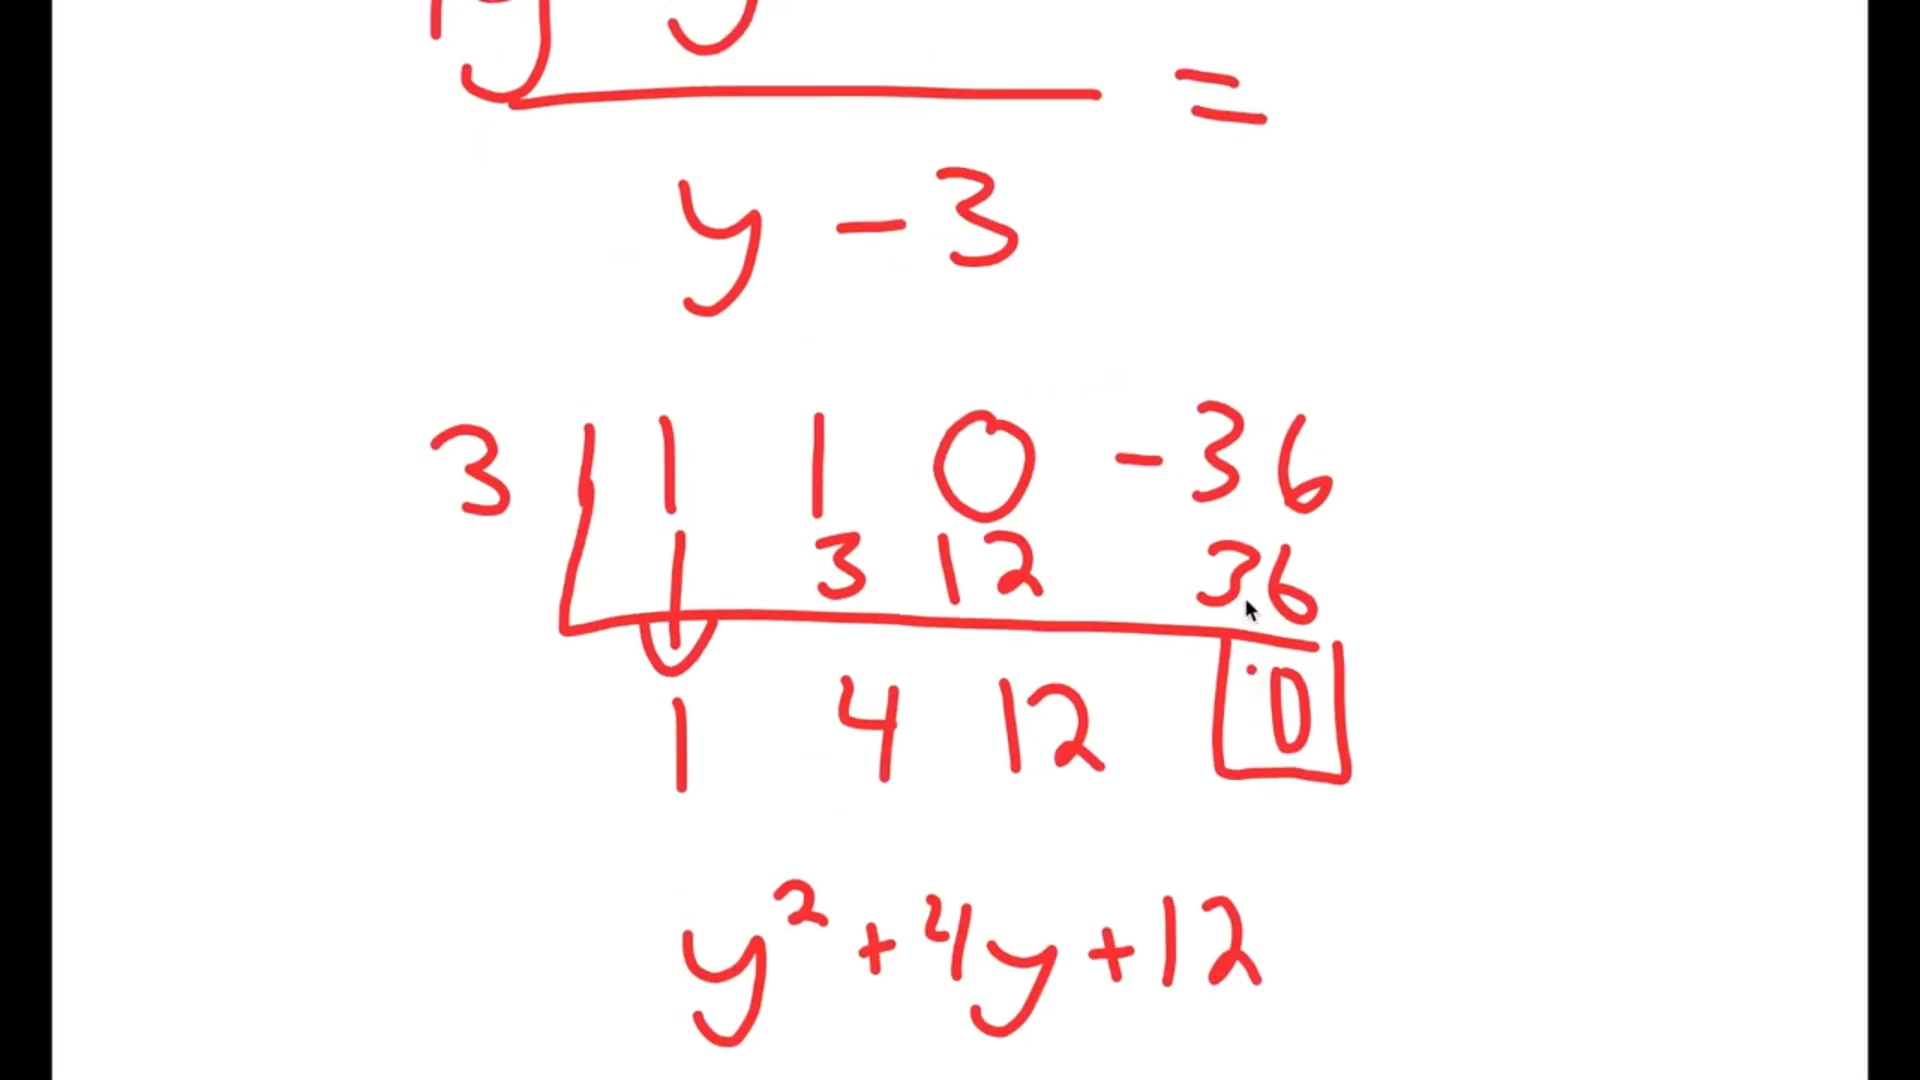 =
y - 3
3 1 1 0 -36
1 3 12 36
1 4 12 0
y² + 4y + 12